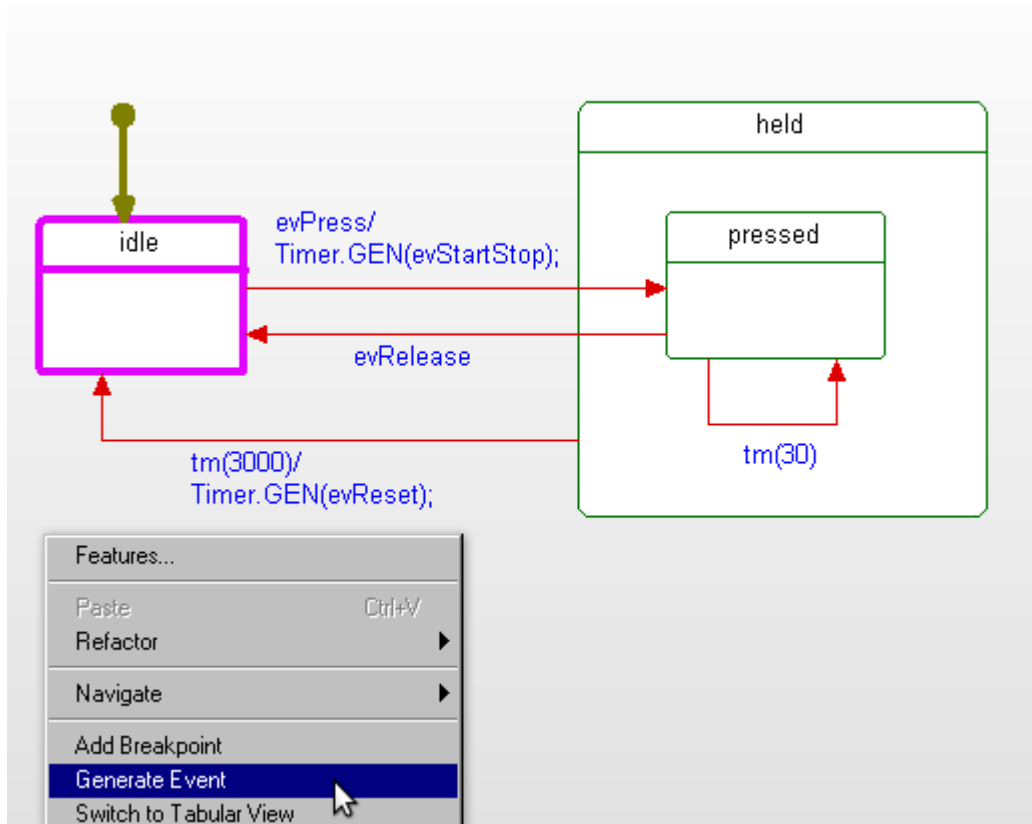 held
idle
evPress/
Timer.GEN(evStartStop);
pressed
evRelease
tm(30)
tm(3000)/
Timer.GEN(evReset);
Features...
Paste Ctrl+V
Refactor
Navigate
Add Breakpoint
Generate Event
Switch to Tabular View